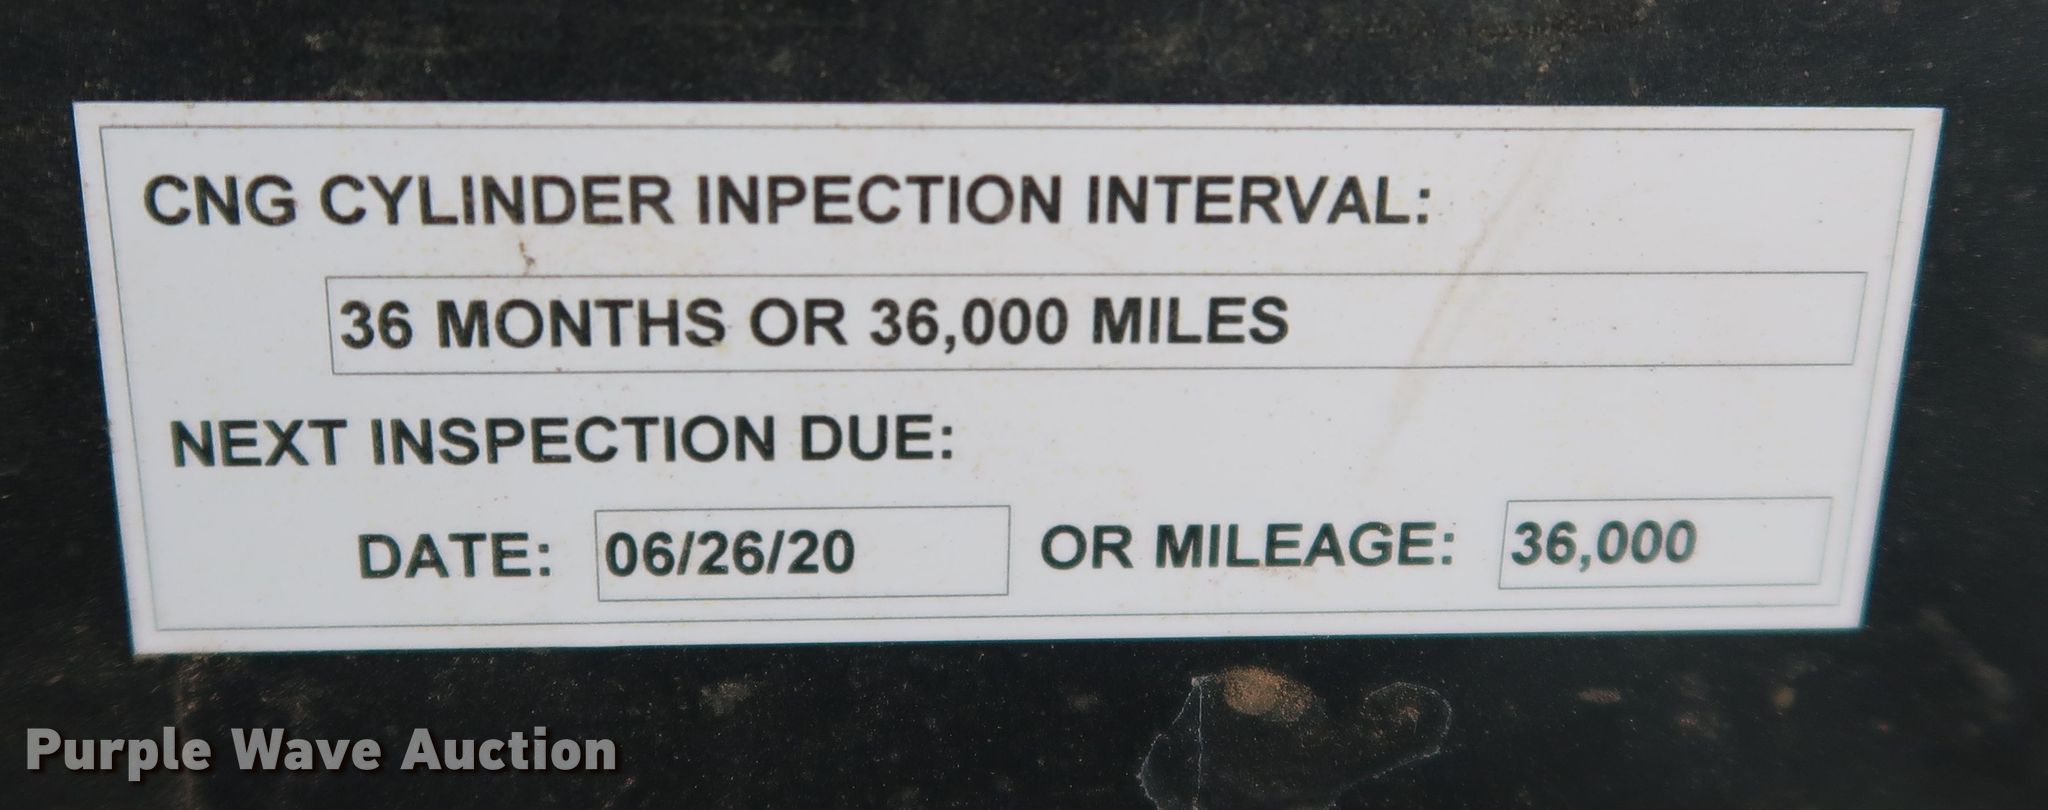 CNG CYLINDER INPECTION INTERVAL:
36 MONTHS OR 36,000 MILES
NEXT INSPECTION DUE:
DATE: 06/26/20 OR MILEAGE: 36,000
Purple Wave Auction